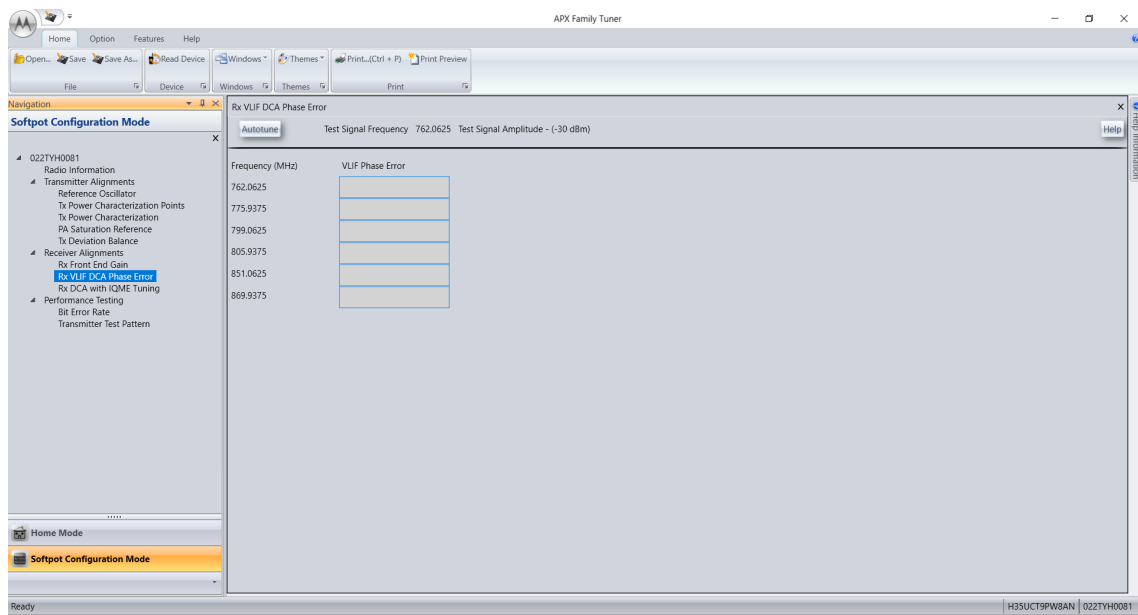 APX Family Tuner
Home Option Features Help
Open... Save Save As... Read Device Windows Themes Print...(Ctrl + P) Print Preview
File Device Windows Themes Print
Navigation
Softpot Configuration Mode
022TYH0081
Radio Information
Transmitter Alignments
Reference Oscillator
Tx Power Characterization Points
Tx Power Characterization
PA Saturation Reference
Tx Deviation Balance
Receiver Alignments
Rx Front End Gain
Rx VLIF DCA Phase Error
Rx DCA with IQME Tuning
Performance Testing
Bit Error Rate
Transmitter Test Pattern
Home Mode
Softpot Configuration Mode
Rx VLIF DCA Phase Error
Autotune Test Signal Frequency 762.0625 Test Signal Amplitude - (-30 dBm) Help
Frequency (MHz) VLIF Phase Error
762.0625
775.9375
799.0625
805.9375
851.0625
869.9375
Help Information
Ready H35UCT9PW8AN 022TYH0081